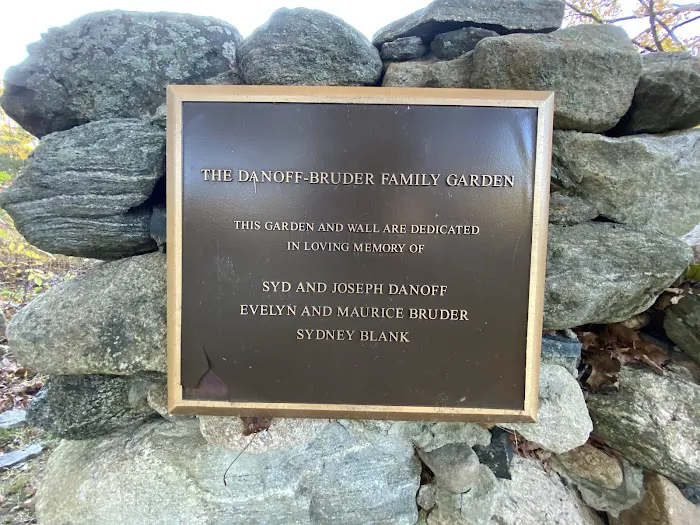 THE DANOFF-BRUDER FAMILY GARDEN
THIS GARDEN AND WALL ARE DEDICATED
IN LOVING MEMORY OF
SYD AND JOSEPH DANOFF
EVELYN AND MAURICE BRUDER
SYDNEY BLANK